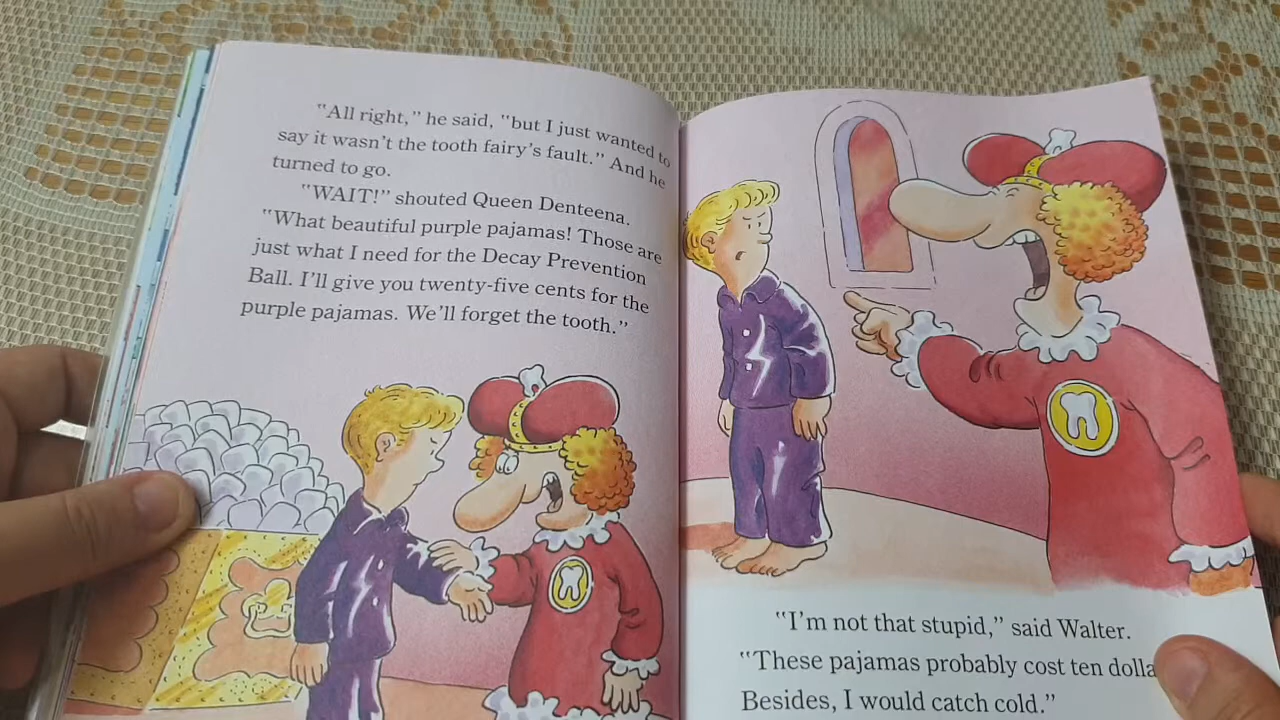 "All right," he said, "but I just wanted to
say it wasn't the tooth fairy's fault." And he
turned to go.
"WAIT!" shouted Queen Denteena.
"What beautiful purple pajamas! Those are
just what I need for the Decay Prevention
Ball. I'll give you twenty-five cents for the
purple pajamas. We'll forget the tooth."
"I'm not that stupid," said Walter.
"These pajamas probably cost ten
Besides, I would catch cold."